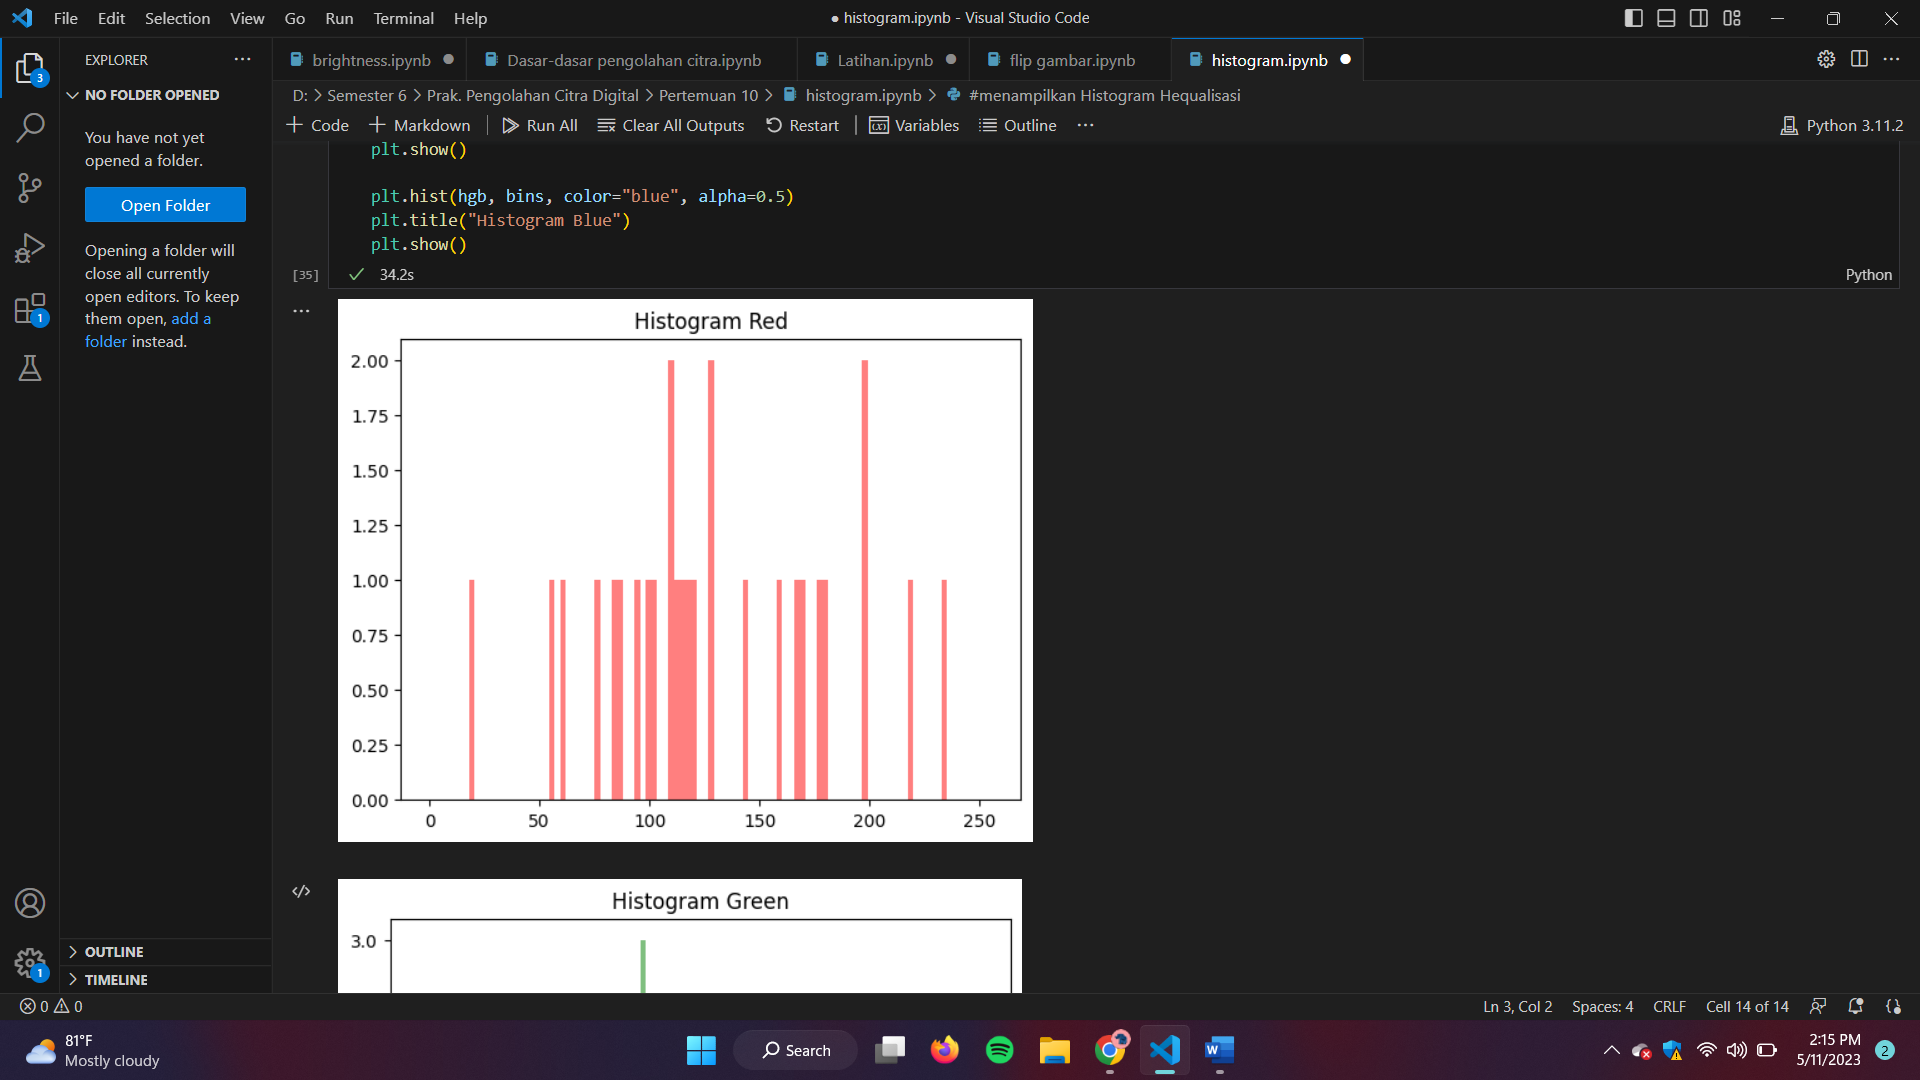 File Edit Selection View Go Run Terminal Help
● histogram.ipynb - Visual Studio Code
EXPLORER
brightness.ipynb
Dasar-dasar pengolahan citra.ipynb
Latihan.ipynb
flip gambar.ipynb
histogram.ipynb
3
NO FOLDER OPENED
You have not yet
opened a folder.
Open Folder
Opening a folder will
close all currently
open editors. To keep
them open, add a
folder instead.
1
D: > Semester 6 > Prak. Pengolahan Citra Digital > Pertemuan 10 > histogram.ipynb > #menampilkan Histogram Hequalisasi
+ Code + Markdown Run All Clear All Outputs Restart Variables Outline ...
Python 3.11.2
plt.show()
plt.hist(hgb, bins, color="blue", alpha=0.5)
plt.title("Histogram Blue")
plt.show()
[35] 34.2s
Python
Histogram Red
2.00
1.75
1.50
1.25
1.00
0.75
0.50
0.25
0.00
0 50 100 150 200 250
Histogram Green
3.0
1
OUTLINE
TIMELINE
0 0
Ln 3, Col 2 Spaces: 4 CRLF Cell 14 of 14
81°F
Mostly cloudy
Search
W
2:15 PM
5/11/2023
2